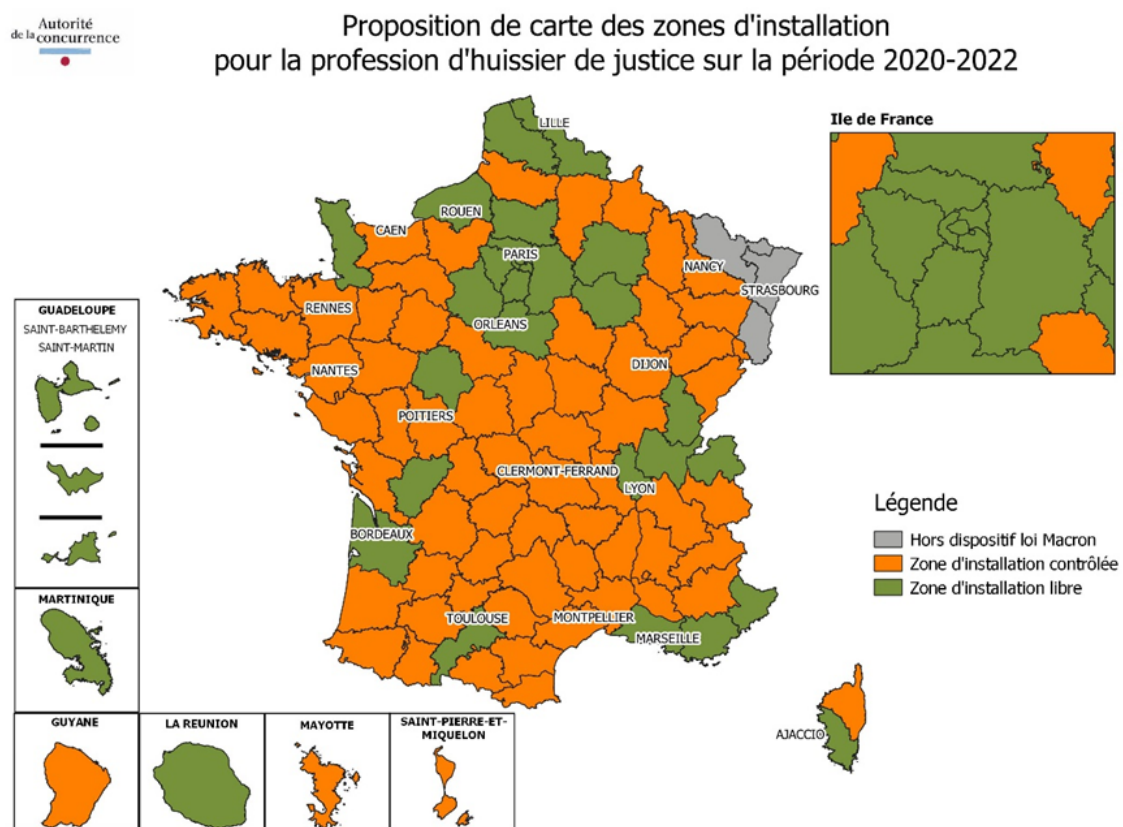 Autorité
de la concurrence
Proposition de carte des zones d'installation
pour la profession d'huissier de justice sur la période 2020-2022
Ile de France
LILLE
ROUEN
CAEN
PARIS
NANCY
STRASBOURG
RENNES
ORLEANS
NANTES
DIJON
POITIERS
CLERMONT-FERRAND
LYON
BORDEAUX
TOULOUSE
MONTPELLIER
MARSEILLE
AJACCIO
Légende
Hors dispositif loi Macron
Zone d'installation contrôlée
Zone d'installation libre
GUADELOUPE
SAINT-BARTHELEMY
SAINT-MARTIN
MARTINIQUE
GUYANE
LA REUNION
MAYOTTE
SAINT-PIERRE-ET-
MIQUELON